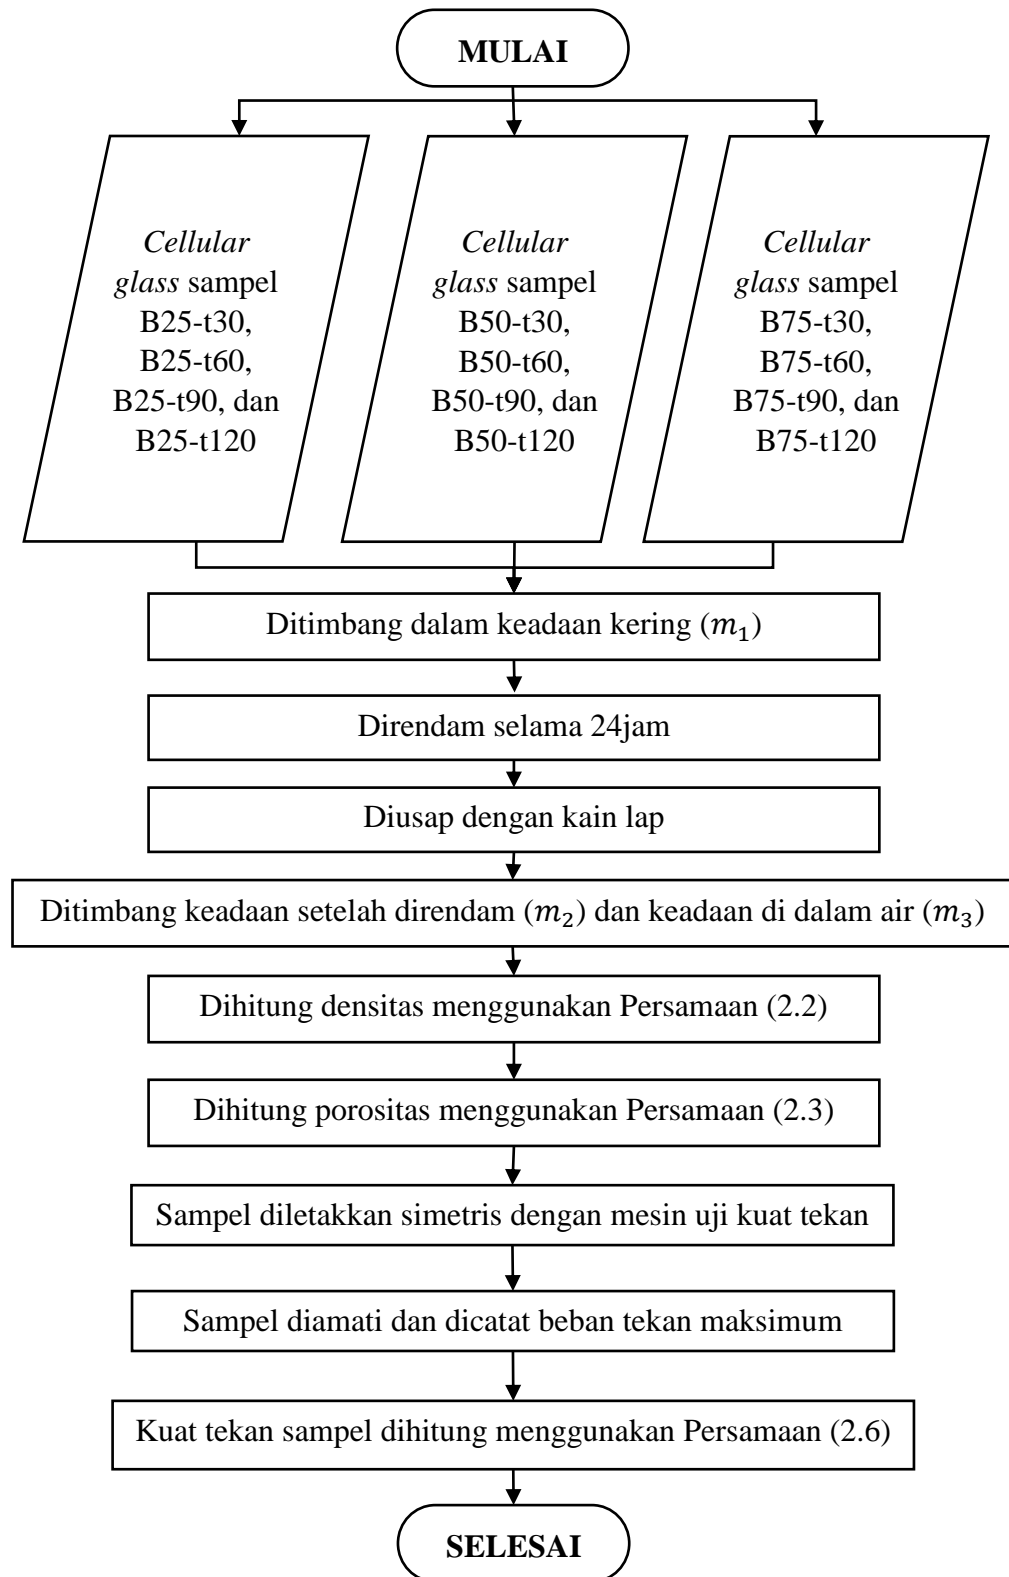 MULAI
Cellular
glass sampel
B25-t30,
B25-t60,
B25-t90, dan
B25-t120
Cellular
glass sampel
B50-t30,
B50-t60,
B50-t90, dan
B50-t120
Cellular
glass sampel
B75-t30,
B75-t60,
B75-t90, dan
B75-t120
Ditimbang dalam keadaan kering (m₁)
Direndam selama 24jam
Diusap dengan kain lap
Ditimbang keadaan setelah direndam (m₂) dan keadaan di dalam air (m₃)
Dihitung densitas menggunakan Persamaan (2.2)
Dihitung porositas menggunakan Persamaan (2.3)
Sampel diletakkan simetris dengan mesin uji kuat tekan
Sampel diamati dan dicatat beban tekan maksimum
Kuat tekan sampel dihitung menggunakan Persamaan (2.6)
SELESAI